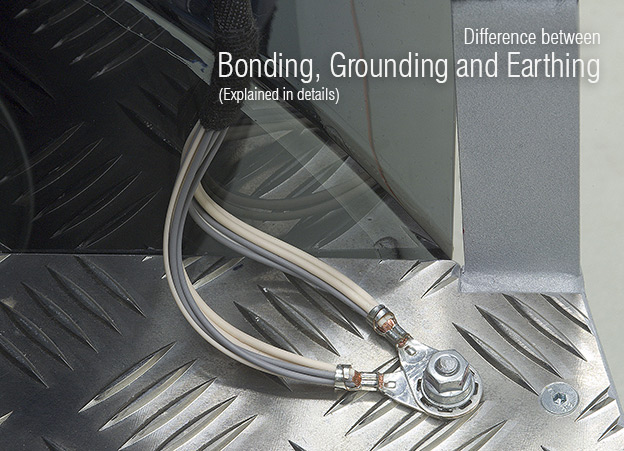 Difference between
Bonding, Grounding and Earthing
(Explained in details)